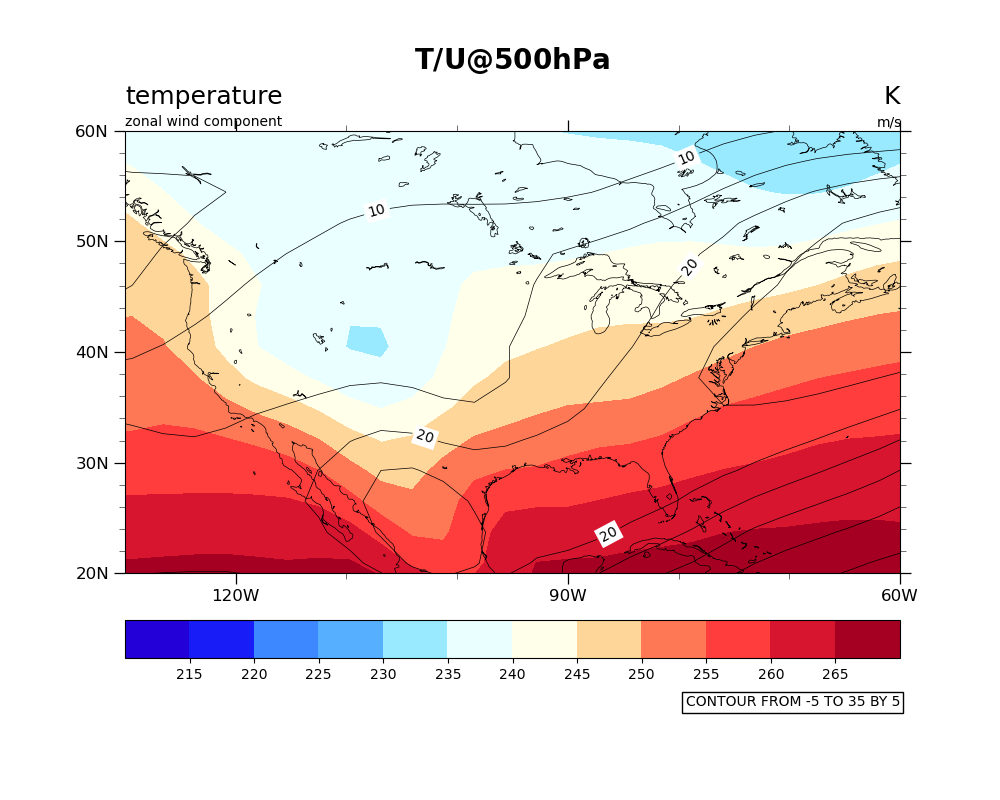 T/U@500hPa
temperature K
zonal wind component m/s
60N
50N
40N
30N
20N
10
10
20
20
20
120W 90W 60W
215 220 225 230 235 240 245 250 255 260 265
CONTOUR FROM -5 TO 35 BY 5